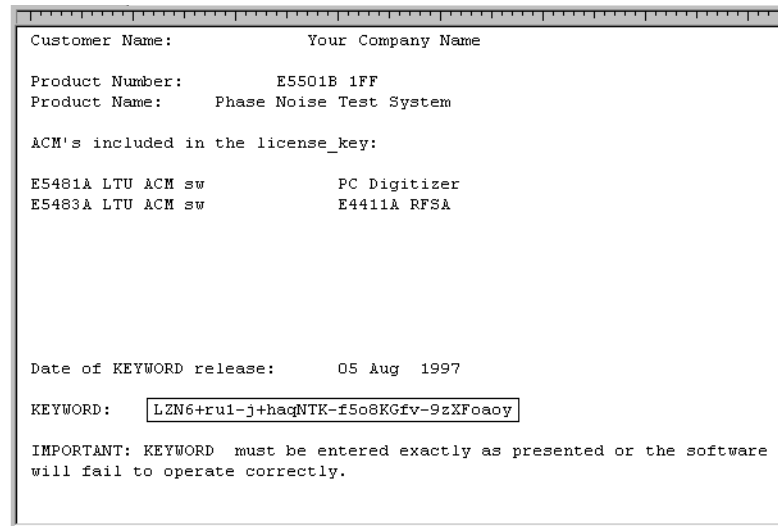 Customer Name: Your Company Name
Product Number: E5501B 1FF
Product Name: Phase Noise Test System
ACM's included in the license_key:
E5481A LTU ACM sw PC Digitizer
E5483A LTU ACM sw E4411A RFSA
Date of KEYWORD release: 05 Aug 1997
KEYWORD: LZN6+ru1-j+haqNTK-f5o8KGfv-9zXFoaoy
IMPORTANT: KEYWORD must be entered exactly as presented or the software
will fail to operate correctly.